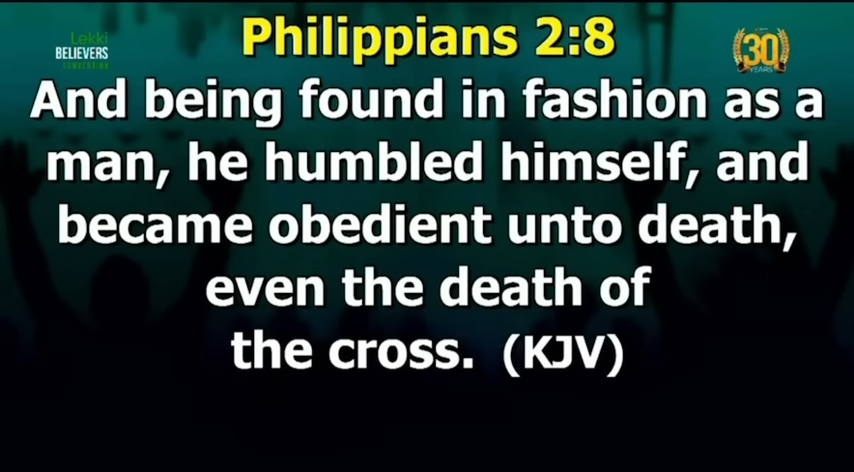 Philippians 2:8
Lekki
BELIEVERS
CONVENTION
30
YEARS
And being found in fashion as a
man, he humbled himself, and
became obedient unto death,
even the death of
the cross. (KJV)